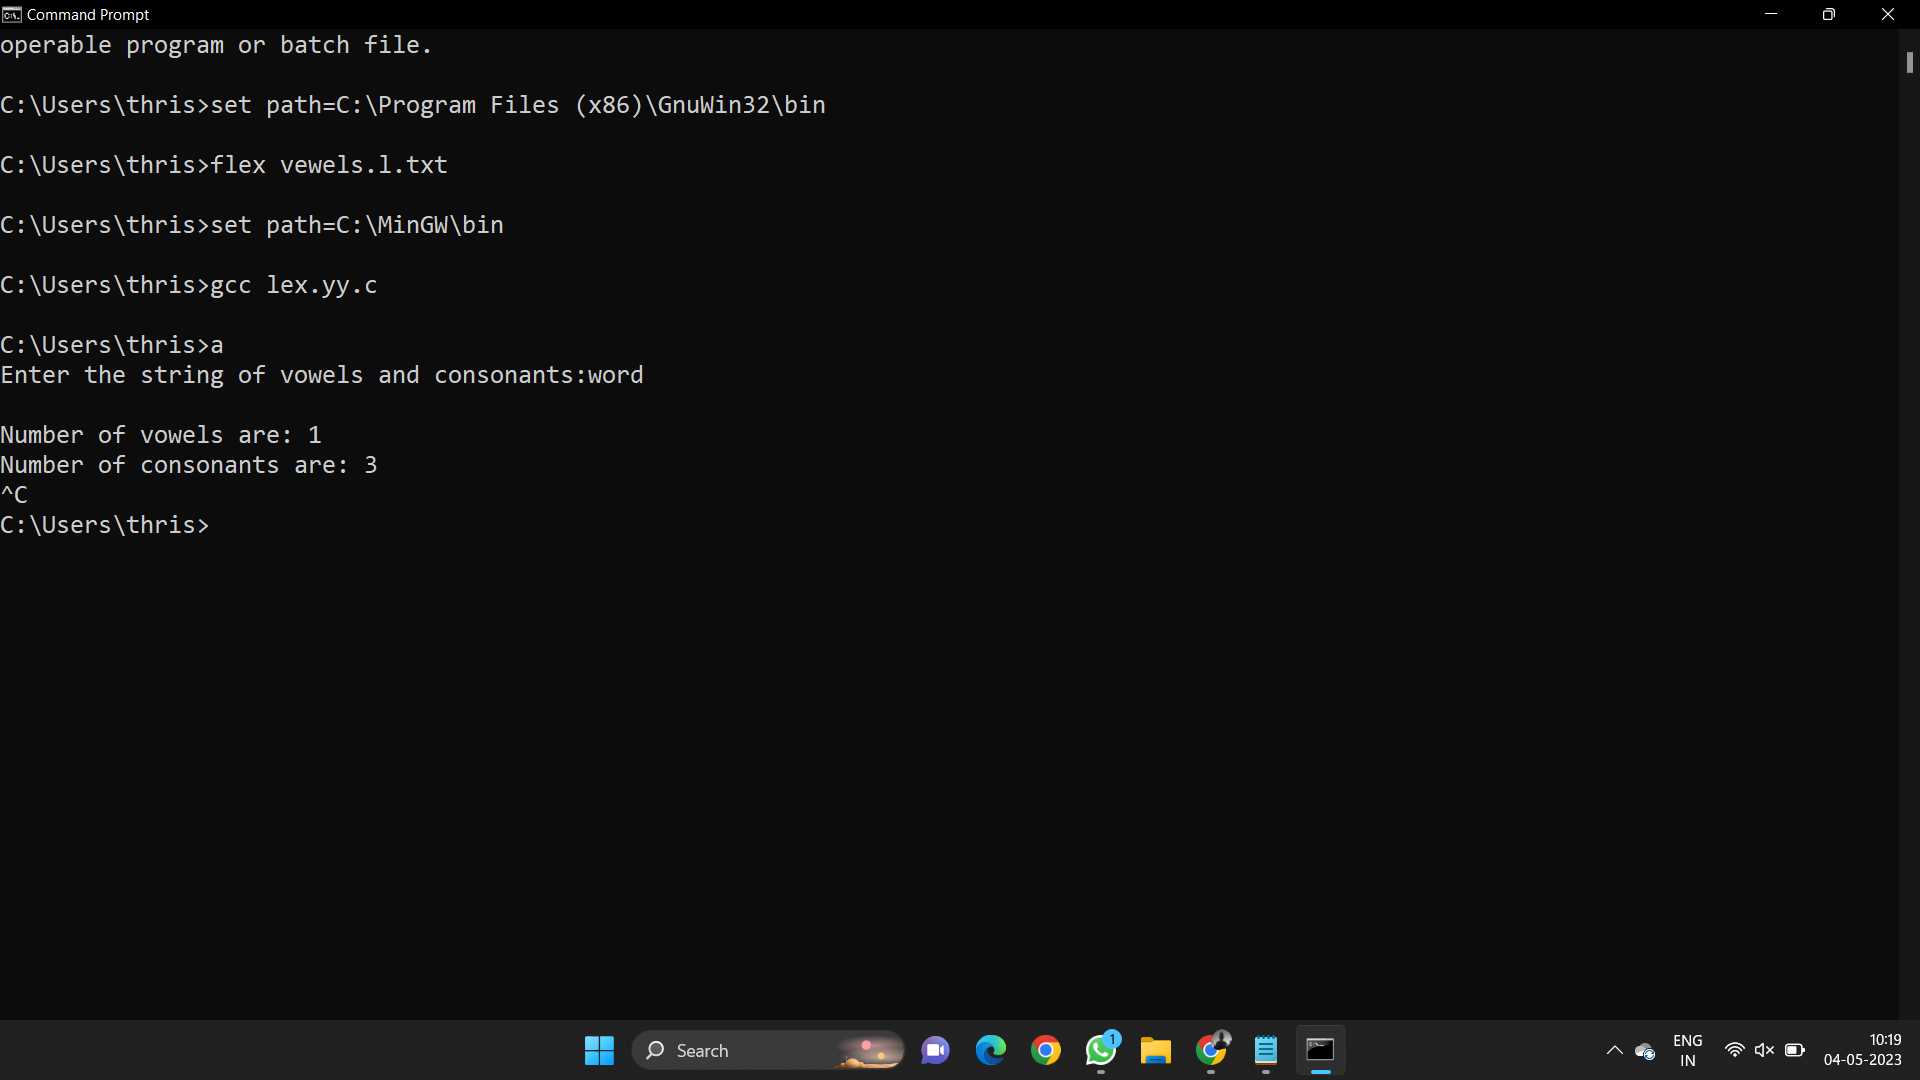 Command Prompt
operable program or batch file.
C:\Users\thris>set path=C:\Program Files (x86)\GnuWin32\bin
C:\Users\thris>flex vewels.l.txt
C:\Users\thris>set path=C:\MinGW\bin
C:\Users\thris>gcc lex.yy.c
C:\Users\thris>a
Enter the string of vowels and consonants:word
Number of vowels are: 1
Number of consonants are: 3
^C
C:\Users\thris>
Search
1
ENG
IN
10:19
04-05-2023